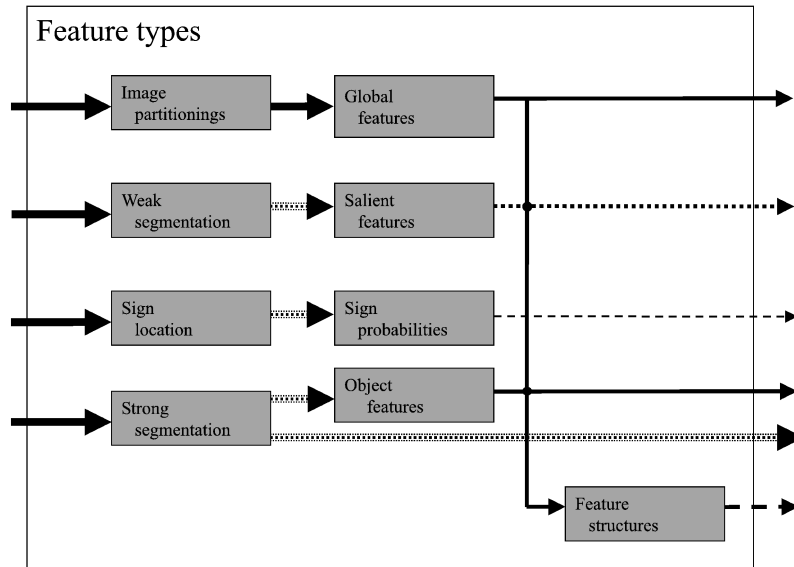 Feature types
Image
partitionings
Global
features
Weak
segmentation
Salient
features
Sign
location
Sign
probabilities
Strong
segmentation
Object
features
Feature
structures